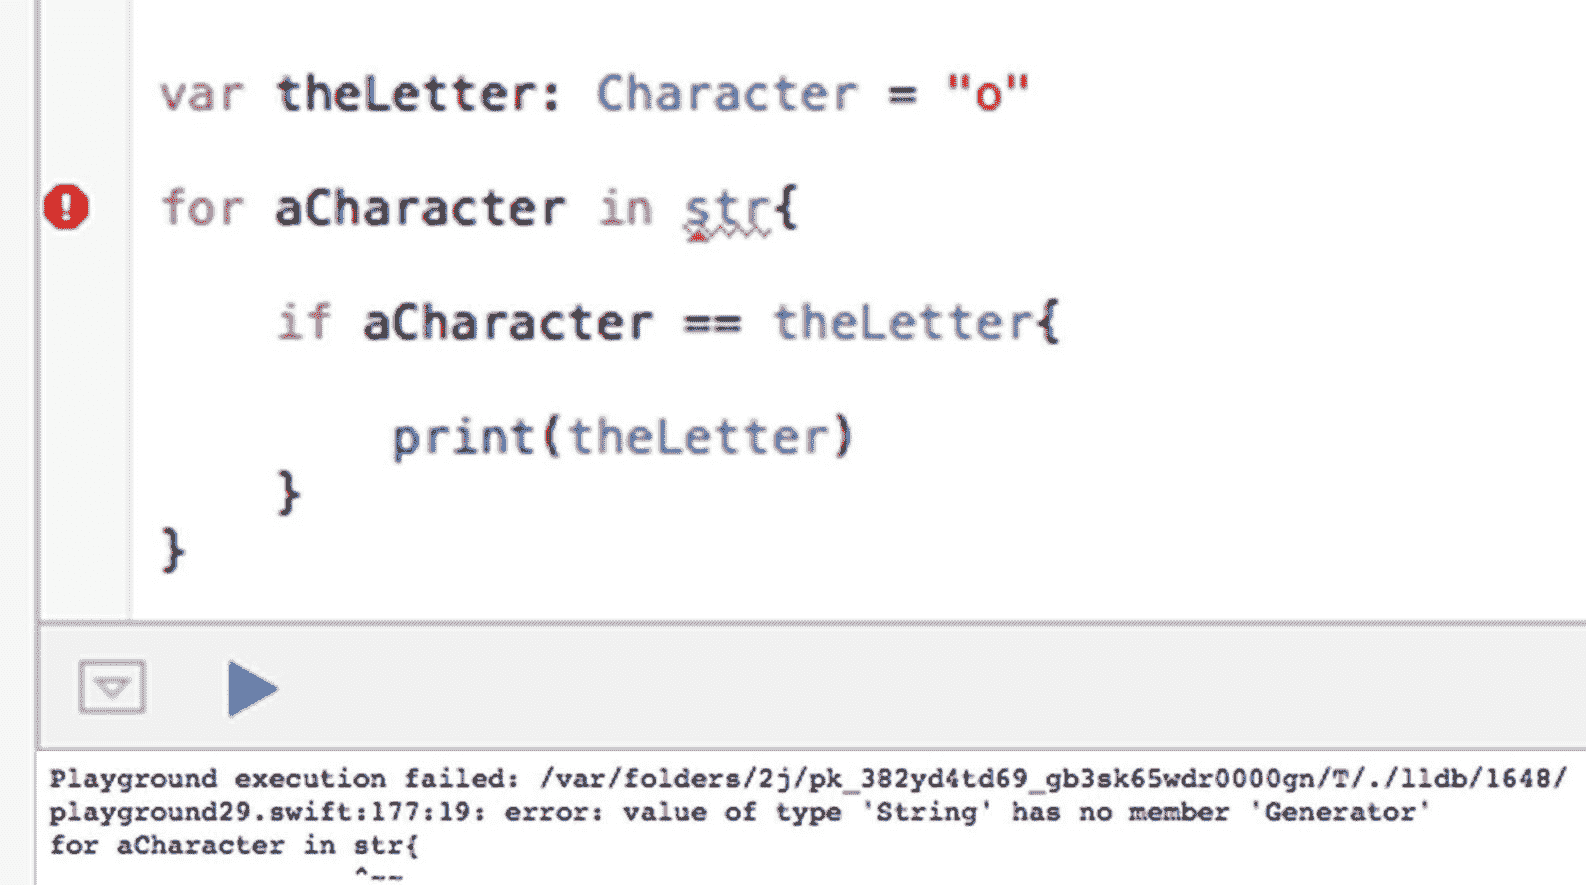 var theLetter: Character = "o"
for aCharacter in str{
if aCharacter == theLetter{
print(theLetter)
}
}
Playground execution failed: /var/folders/2j/pk_382yd4td69_gb3sk65wdr0000gn/T/./lldb/1648/
playground29.swift:177:19: error: value of type 'String' has no member 'Generator'
for aCharacter in str{
^~~